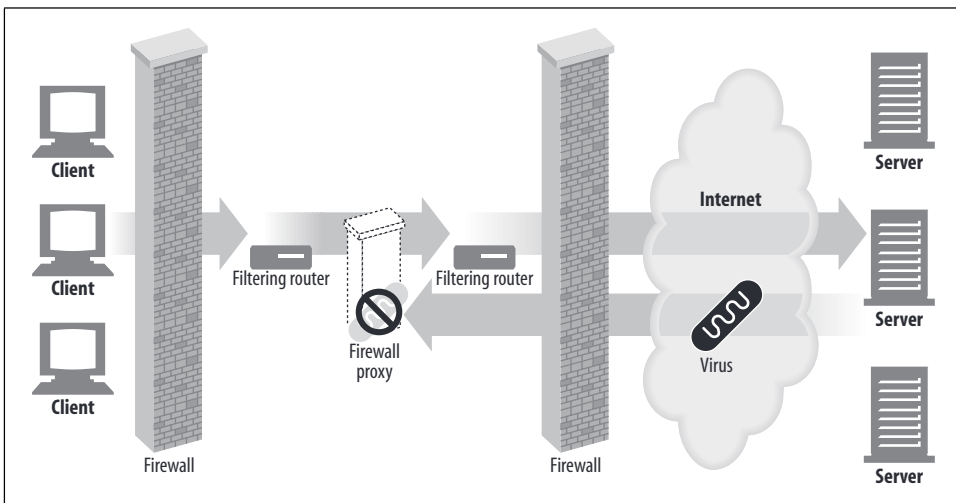 Client
Client
Client
Firewall
Filtering router
Firewall
proxy
Filtering router
Firewall
Internet
Virus
Server
Server
Server